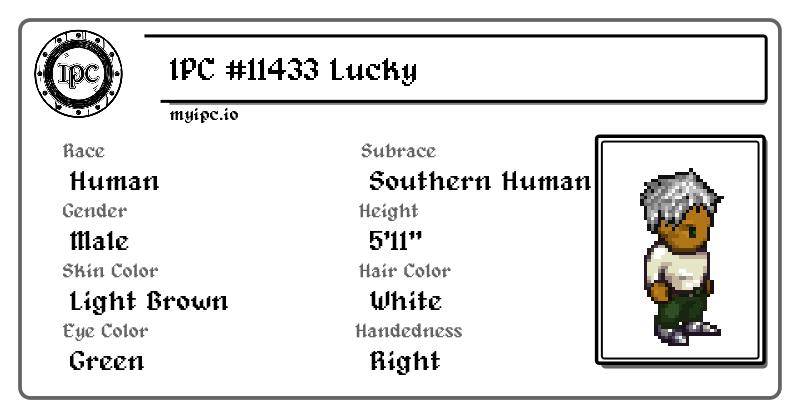 IPC
IPC #11433 Lucky
myipc.io
Race
Human
Subrace
Southern Human
Gender
Male
Height
5'11"
Skin Color
Light Brown
Hair Color
White
Eye Color
Green
Handedness
Right